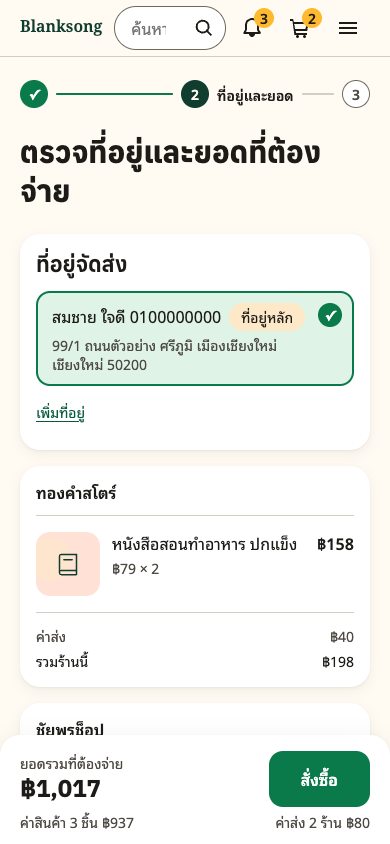 Blanksong
ค้นหา
3
2
2
ที่อยู่และยอด
3
ตรวจที่อยู่และยอดที่ต้อง
จ่าย
ที่อยู่จัดส่ง
สมชาย ใจดี 0100000000
ที่อยู่หลัก
99/1 ถนนตัวอย่าง ศรีภูมิ เมืองเชียงใหม่
เชียงใหม่ 50200
เพิ่มที่อยู่
ทองคำสโตร์
หนังสือสอนทำอาหาร ปกแข็ง
฿158
฿79 × 2
ค่าส่ง
฿40
รวมร้านนี้
฿198
ชัยพรช็อป
ยอดรวมที่ต้องจ่าย
฿1,017
สั่งซื้อ
ค่าสินค้า 3 ชิ้น ฿937
ค่าส่ง 2 ร้าน ฿80